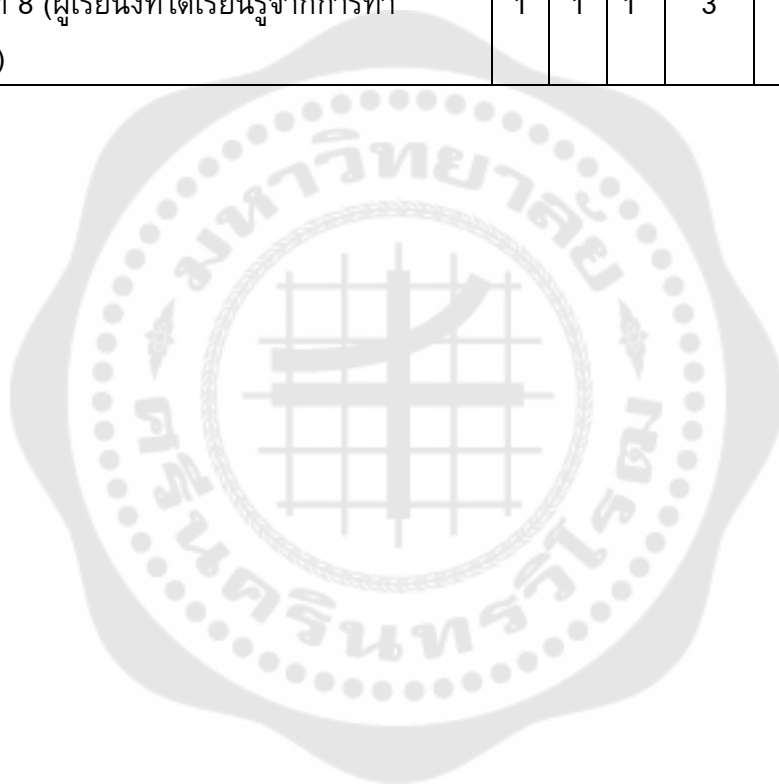 8 (ผู้เรียนงที่ได้เรียนรู้จากการทำ 1 1 1 3
)
มหาวิทยาลัย
ศรีนครินทรวิโรฒ